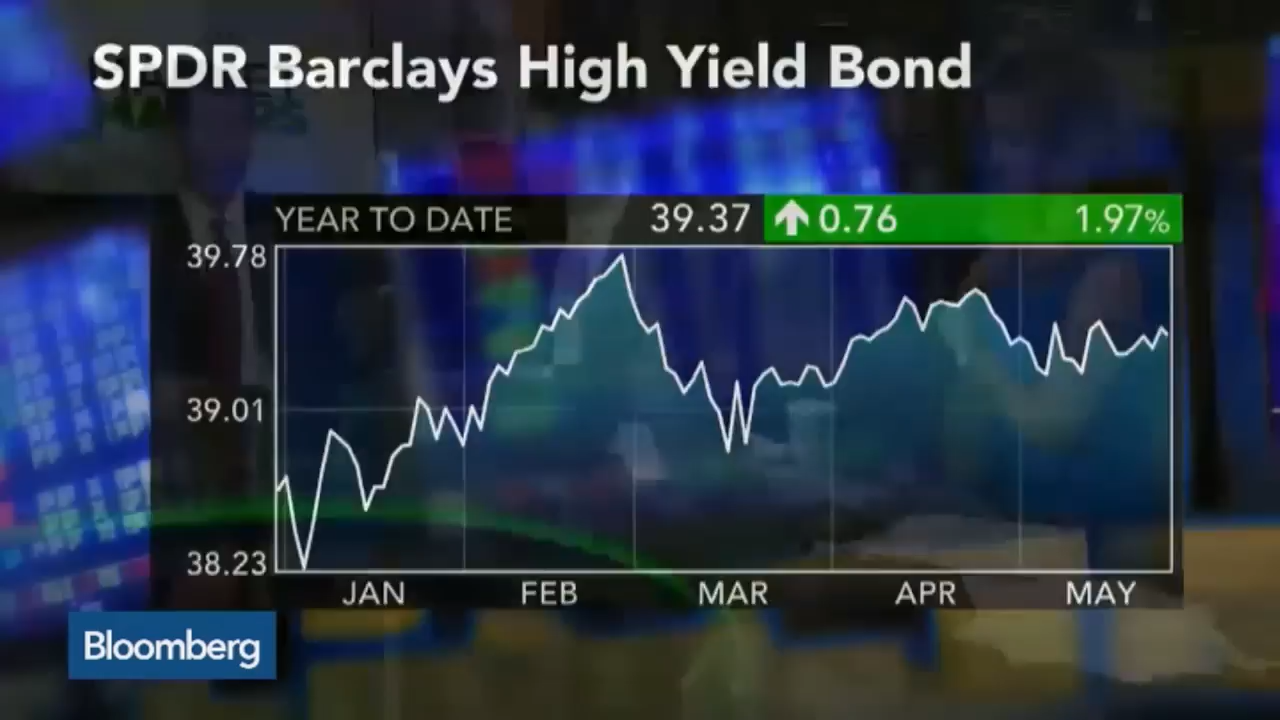 SPDR Barclays High Yield Bond
YEAR TO DATE 39.37 0.76 1.97%
39.78
39.01
38.23
JAN FEB MAR APR MAY
Bloomberg